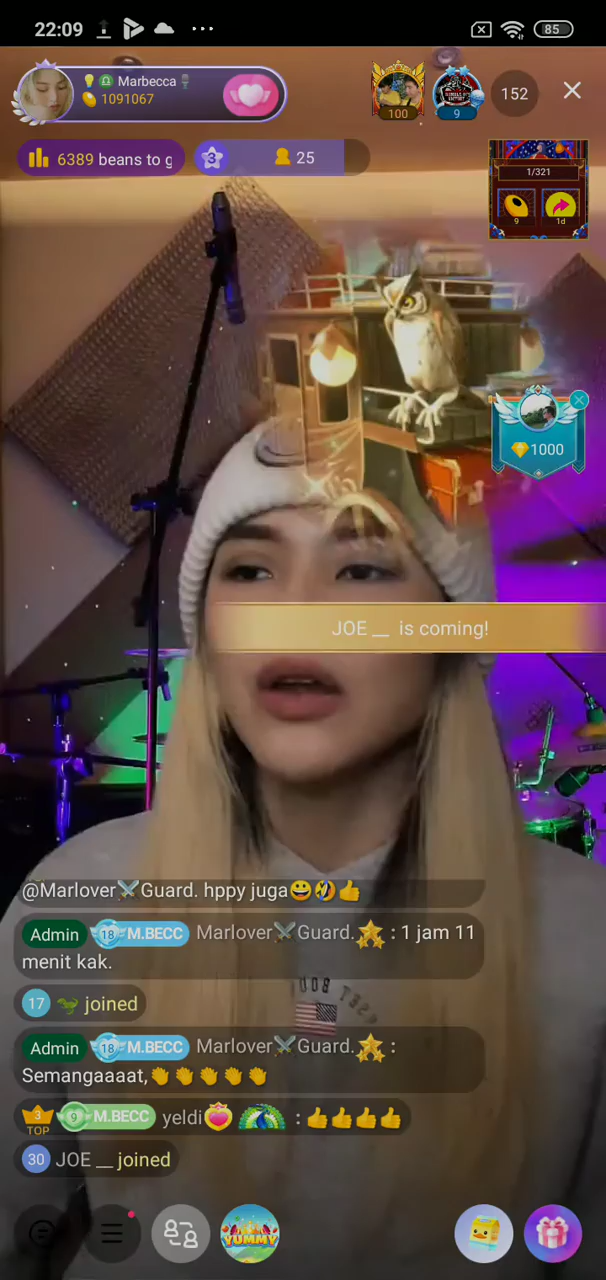 22:09
85
Marbecca
1091067
100
9
152
6389 beans to g
3
25
1/321
9
1d
1000
JOE __ is coming!
@Marlover⚔Guard. hppy juga😀🤣👍
Admin 18 M.BECC Marlover⚔Guard.🌟 : 1 jam 11
menit kak.
17 🦖 joined
Admin 18 M.BECC Marlover⚔Guard.🌟 :
Semangaaaat,👏👏👏👏👏
3 TOP 9 M.BECC yeldi : 👍👍👍👍
30 JOE __ joined
YUMMY